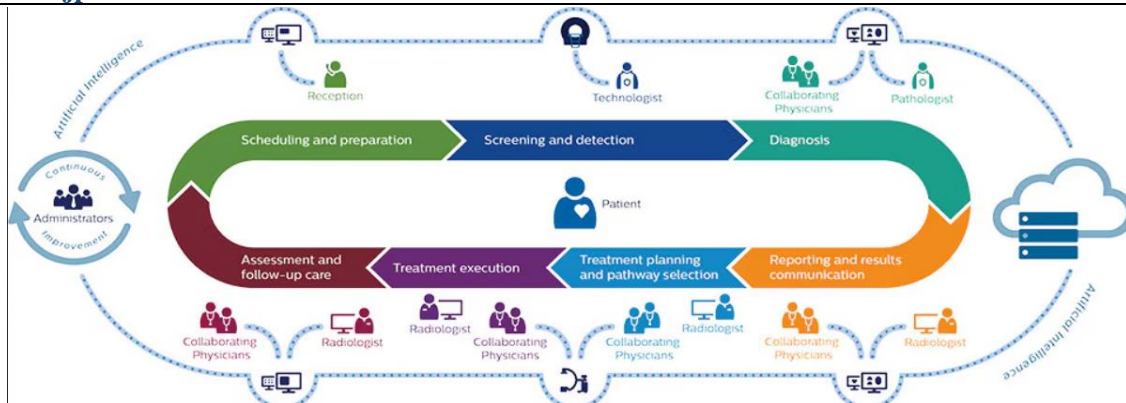 Artificial Intelligence
Reception
Technologist
Collaborating
Physicians
Pathologist
Scheduling and preparation
Screening and detection
Diagnosis
Continuous
Administrators
Improvement
Patient
Assessment and
follow-up care
Treatment execution
Treatment planning
and pathway selection
Reporting and results
communication
Collaborating
Physicians
Radiologist
Radiologist
Collaborating
Physicians
Collaborating
Physicians
Radiologist
Collaborating
Physicians
Radiologist
Artificial Intelligence